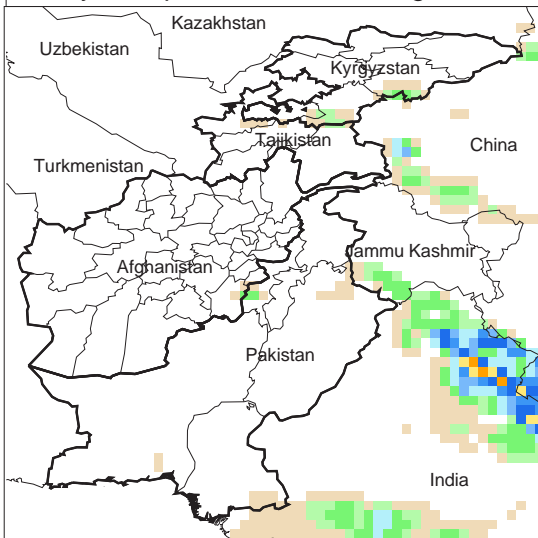 Kazakhstan
Uzbekistan
Kyrgyzstan
China
Tajikistan
Turkmenistan
Jammu Kashmir
Afghanistan
Pakistan
India